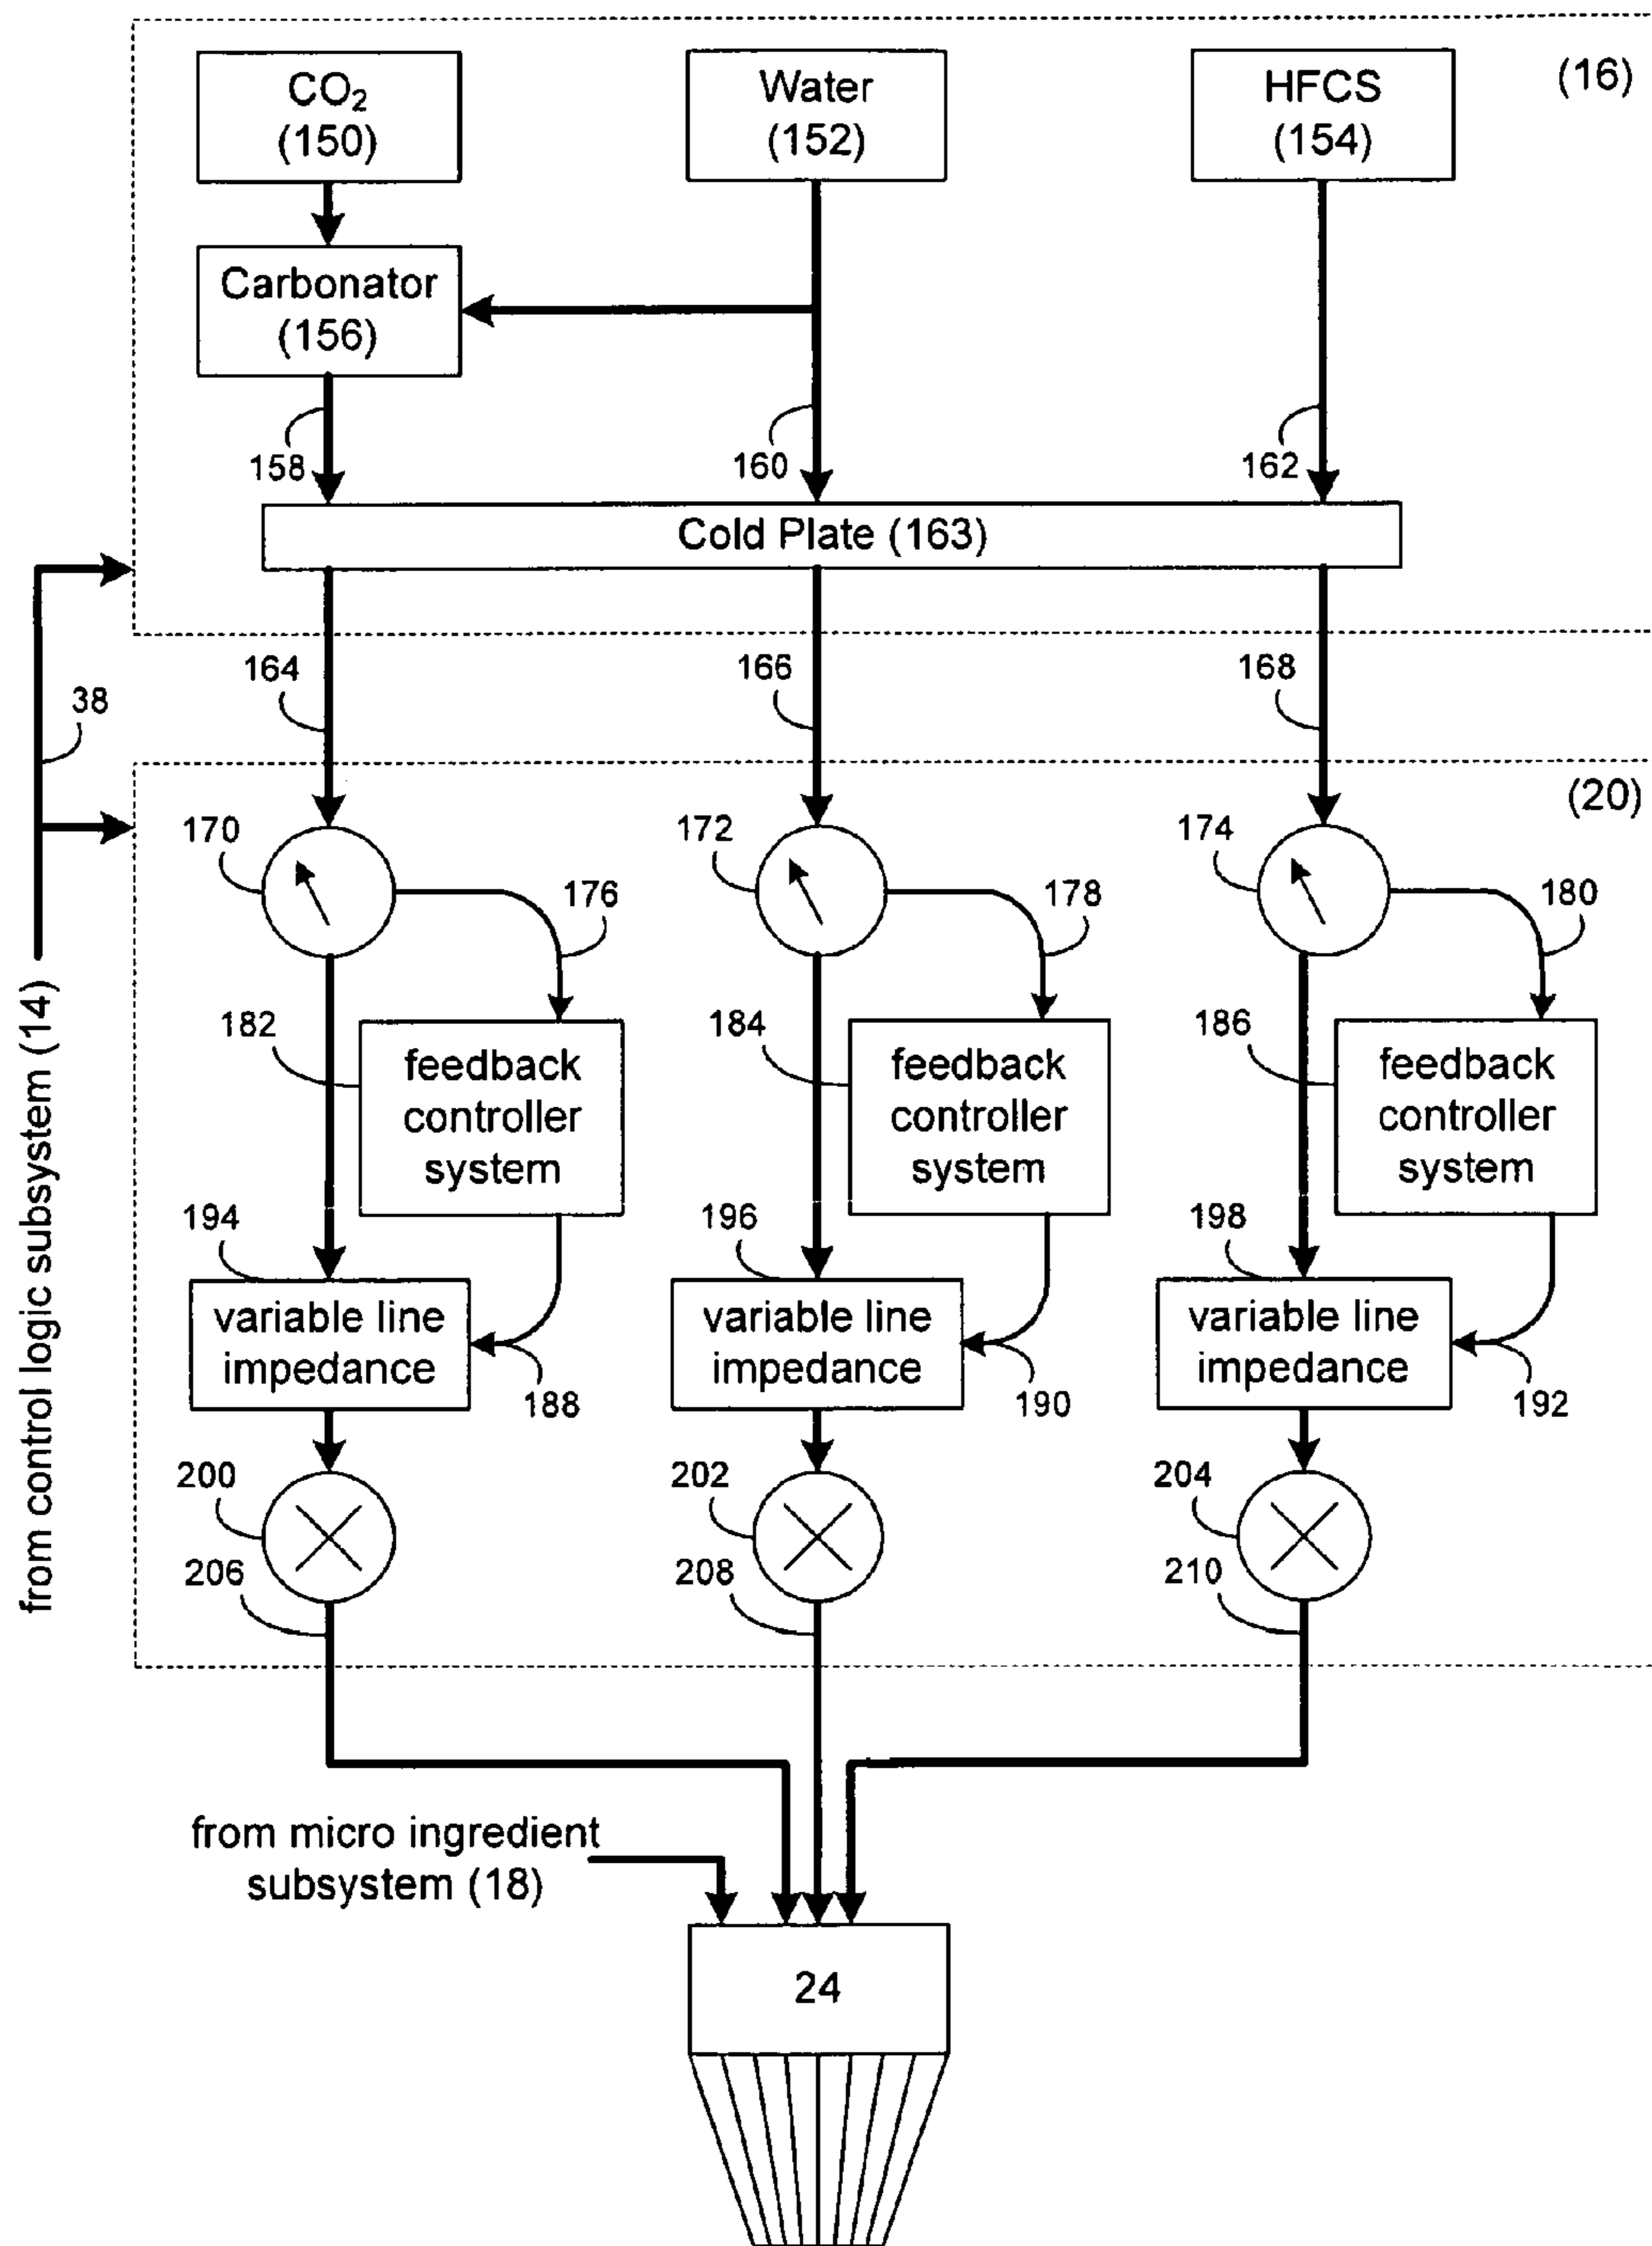 CO₂
(150)
Water
(152)
HFCS
(154)
(16)
Carbonator
(156)
158
160
162
Cold Plate (163)
164
166
168
38
(20)
170
172
174
176
178
180
from control logic subsystem (14)
182
feedback
controller
system
184
feedback
controller
system
186
feedback
controller
system
194
variable line
impedance
196
variable line
impedance
198
variable line
impedance
188
190
192
200
202
204
206
208
210
from micro ingredient
subsystem (18)
24